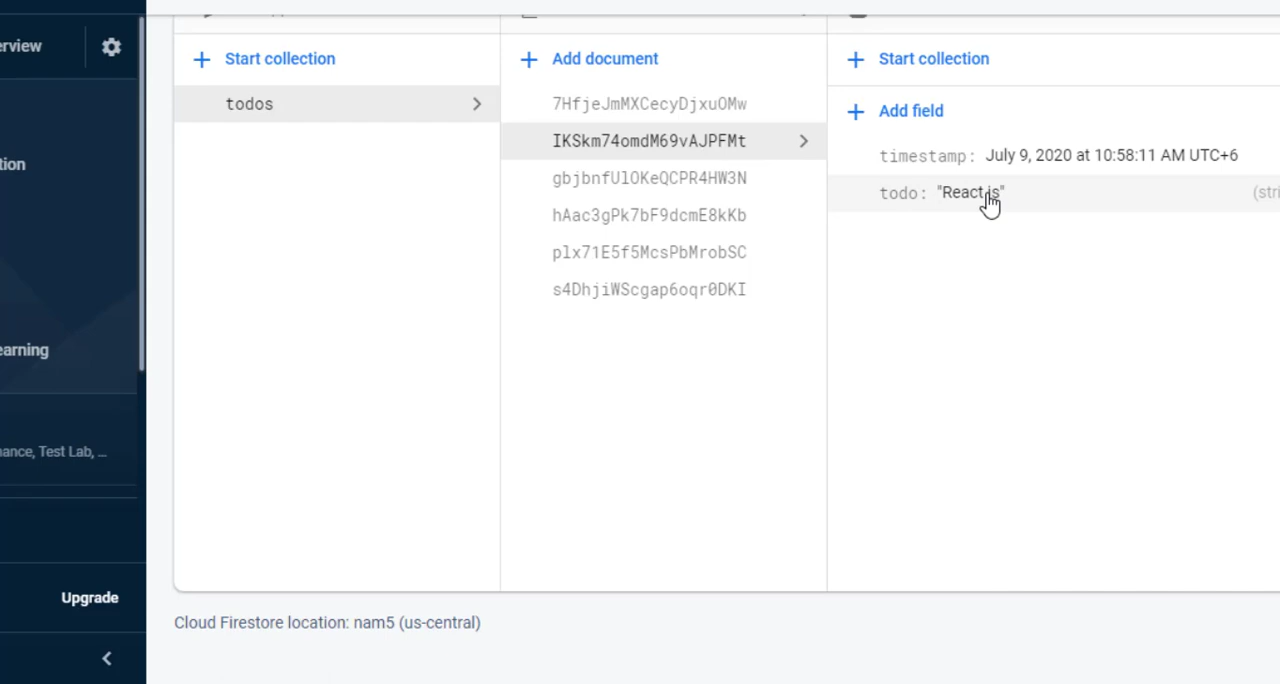 erview
tion
earning
nance, Test Lab, ...
Upgrade
Start collection
todos
Add document
7HfjeJmMXCecyDjxuOMw
IKSkm74omdM69vAJPFMt
gbjbnfUlOKeQCPR4HW3N
hAac3gPk7bF9dcmE8kKb
plx71E5f5McsPbMrobSC
s4DhjiWScgap6oqr0DKI
Start collection
Add field
timestamp: July 9, 2020 at 10:58:11 AM UTC+6
todo: "React js" (stri
Cloud Firestore location: nam5 (us-central)